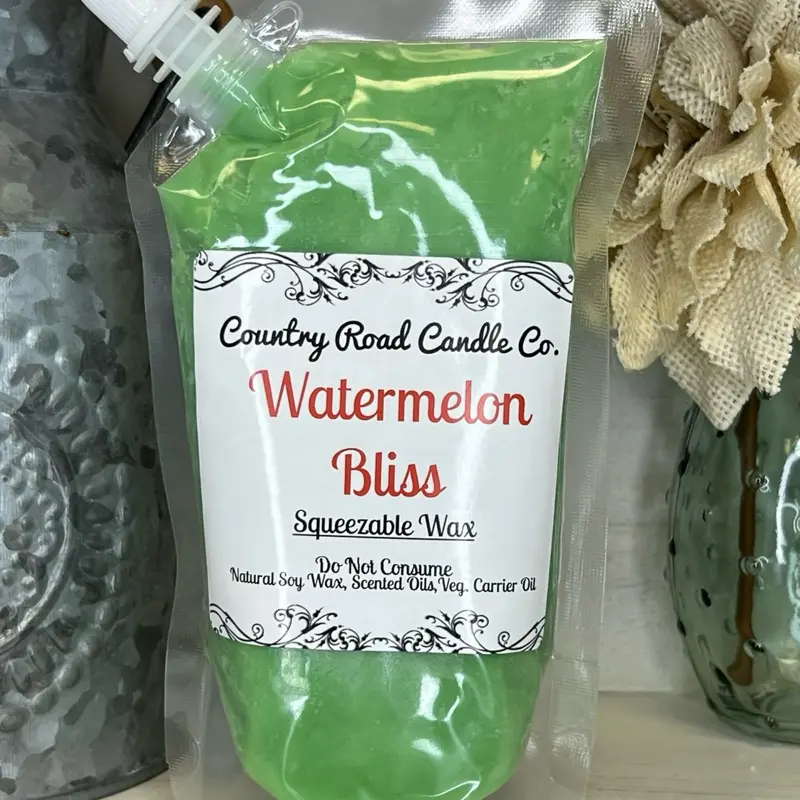 Country Road Candle Co.
Watermelon
Bliss
Squeezable Wax
Do Not Consume
Natural Soy Wax, Scented Oils,Veg. Carrier Oil